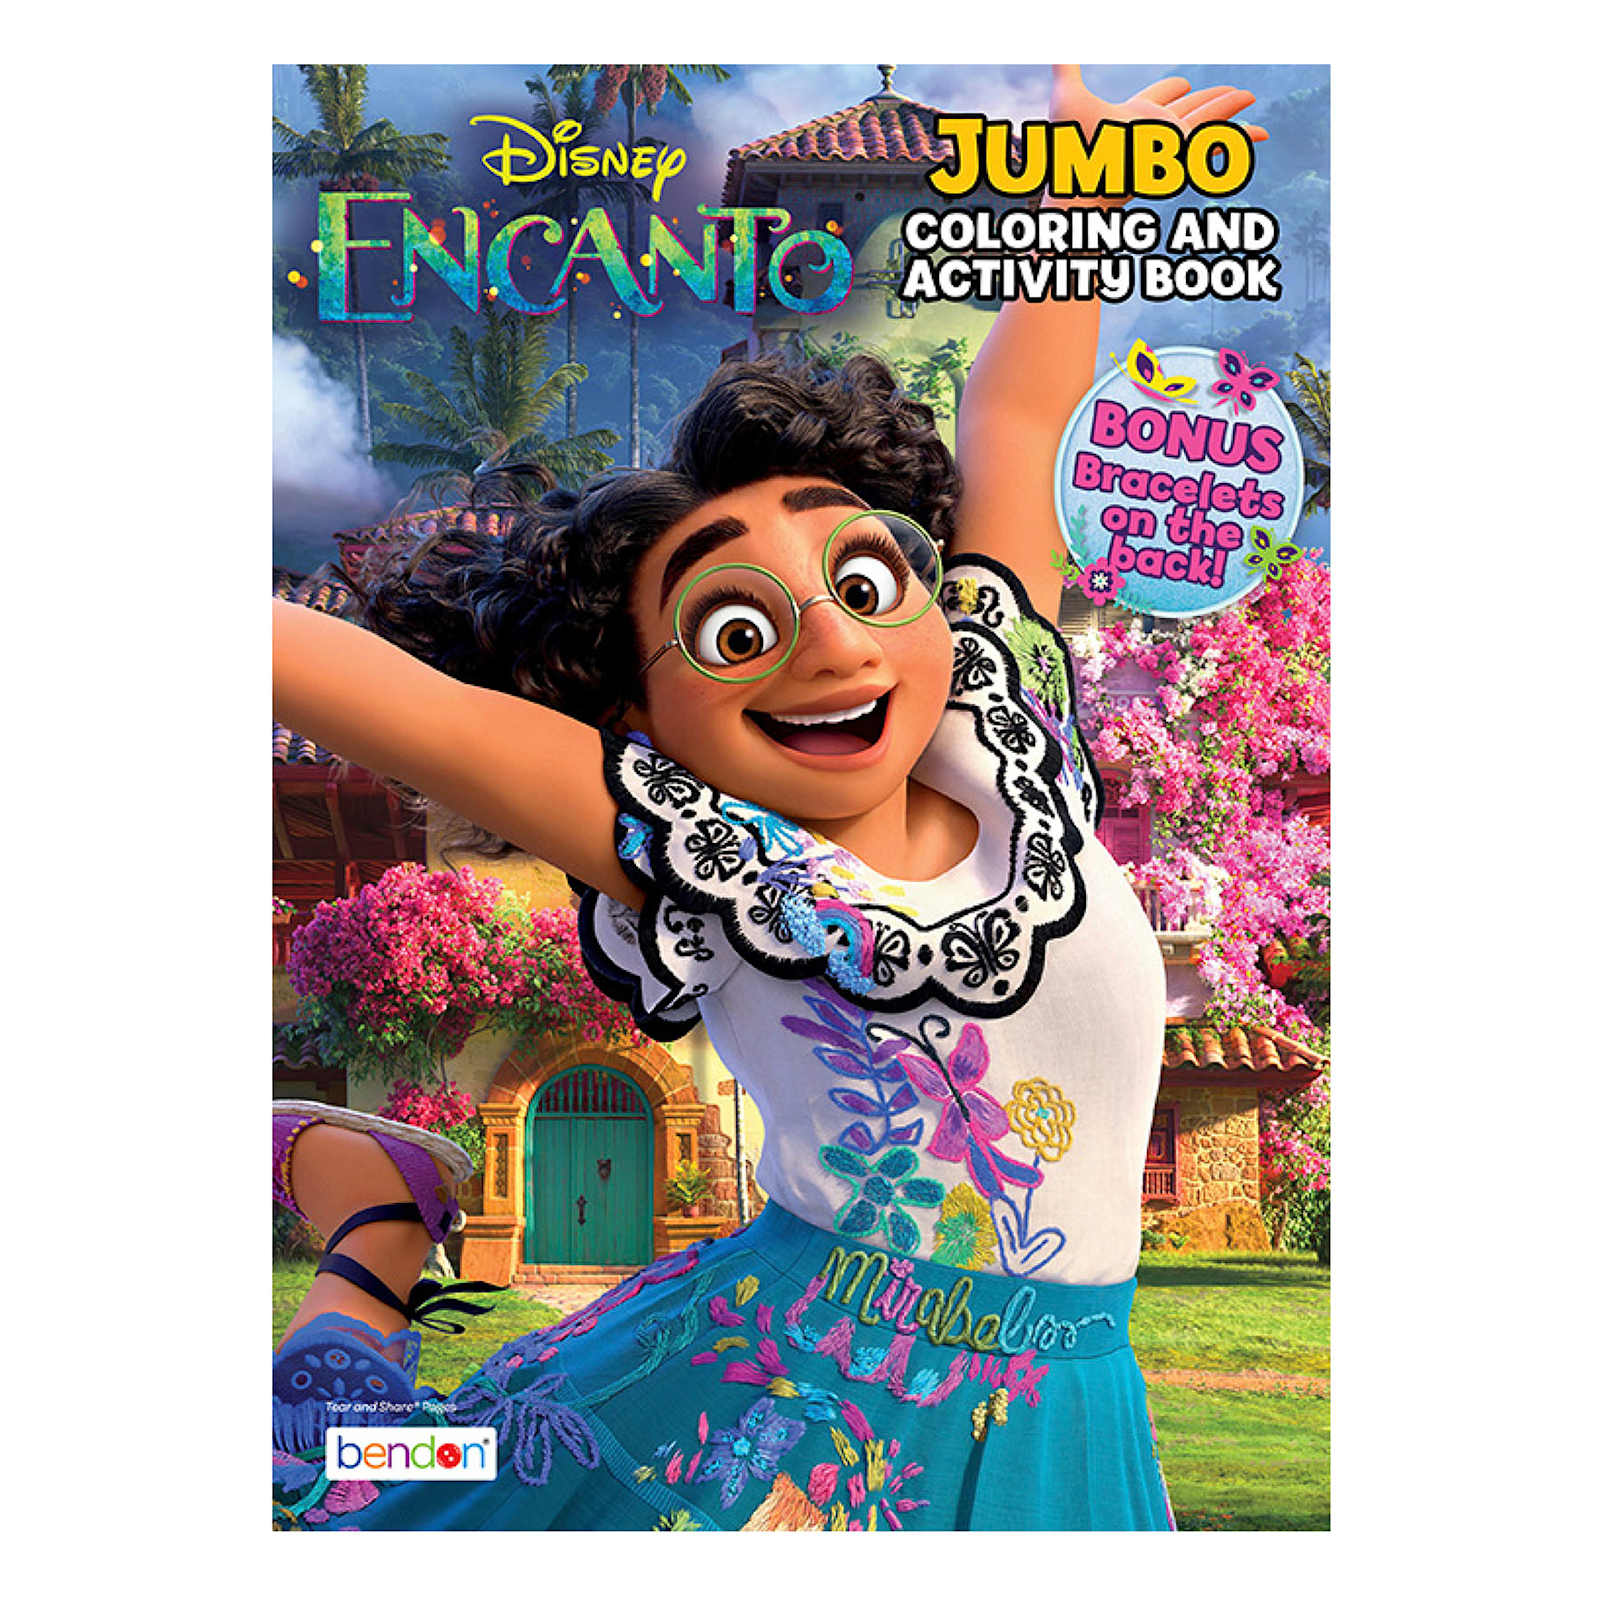 Disney
ENCANTO
JUMBO
COLORING AND
ACTIVITY BOOK
BONUS
Bracelets
on the
back!
Mirabel
Tear and Share® Pages
bendon®